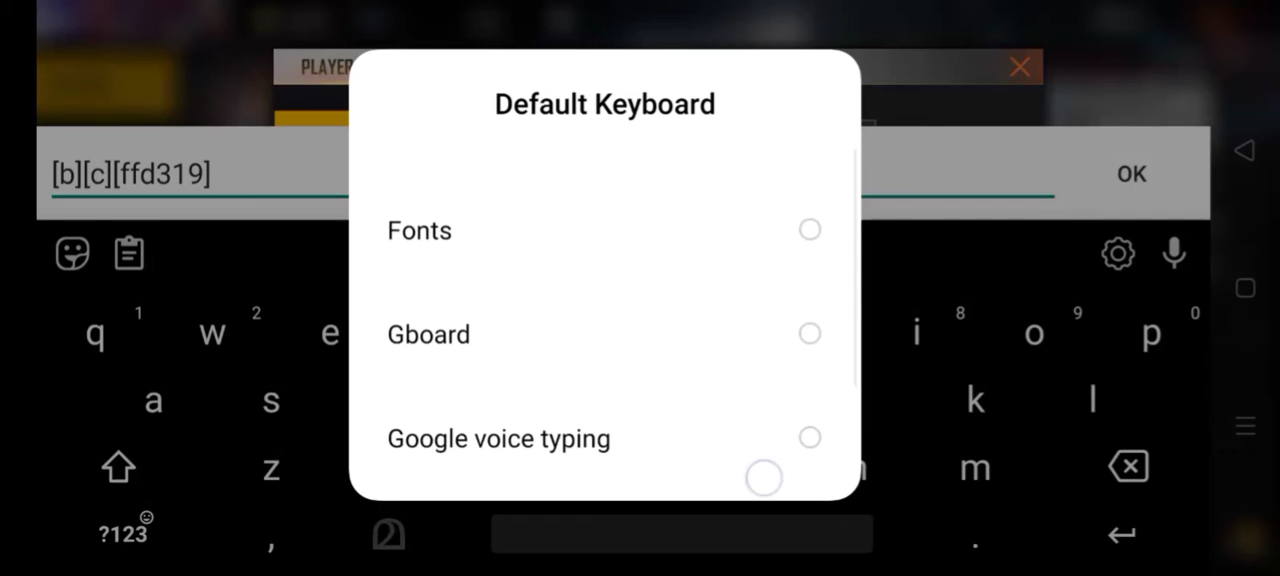 PLAYER
Default Keyboard
[b][c][ffd319]
OK
Fonts
Gboard
Google voice typing
1 2 8 9 0
q w e i o p
a s k l
z m
?123 , മ .